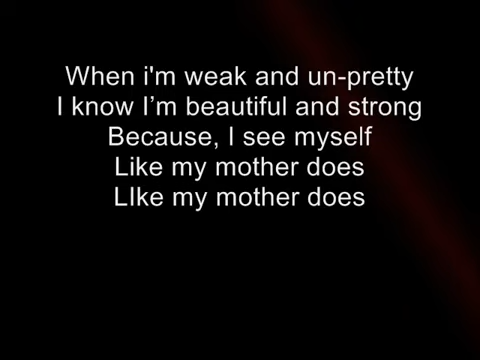 When i'm weak and un-pretty
I know I’m beautiful and strong
Because, I see myself
Like my mother does
LIke my mother does